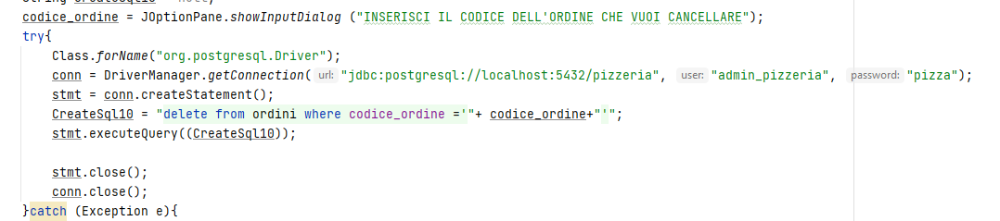 codice_ordine = JOptionPane.showInputDialog ("INSERISCI IL CODICE DELL'ORDINE CHE VUOI CANCELLARE");
try{
Class.forName("org.postgresql.Driver");
conn = DriverManager.getConnection( url: "jdbc:postgresql://localhost:5432/pizzeria", user: "admin_pizzeria", password: "pizza");
stmt = conn.createStatement();
CreateSql10 = "delete from ordini where codice_ordine ='"+ codice_ordine+"'";
stmt.executeQuery((CreateSql10));
stmt.close();
conn.close();
}catch (Exception e){